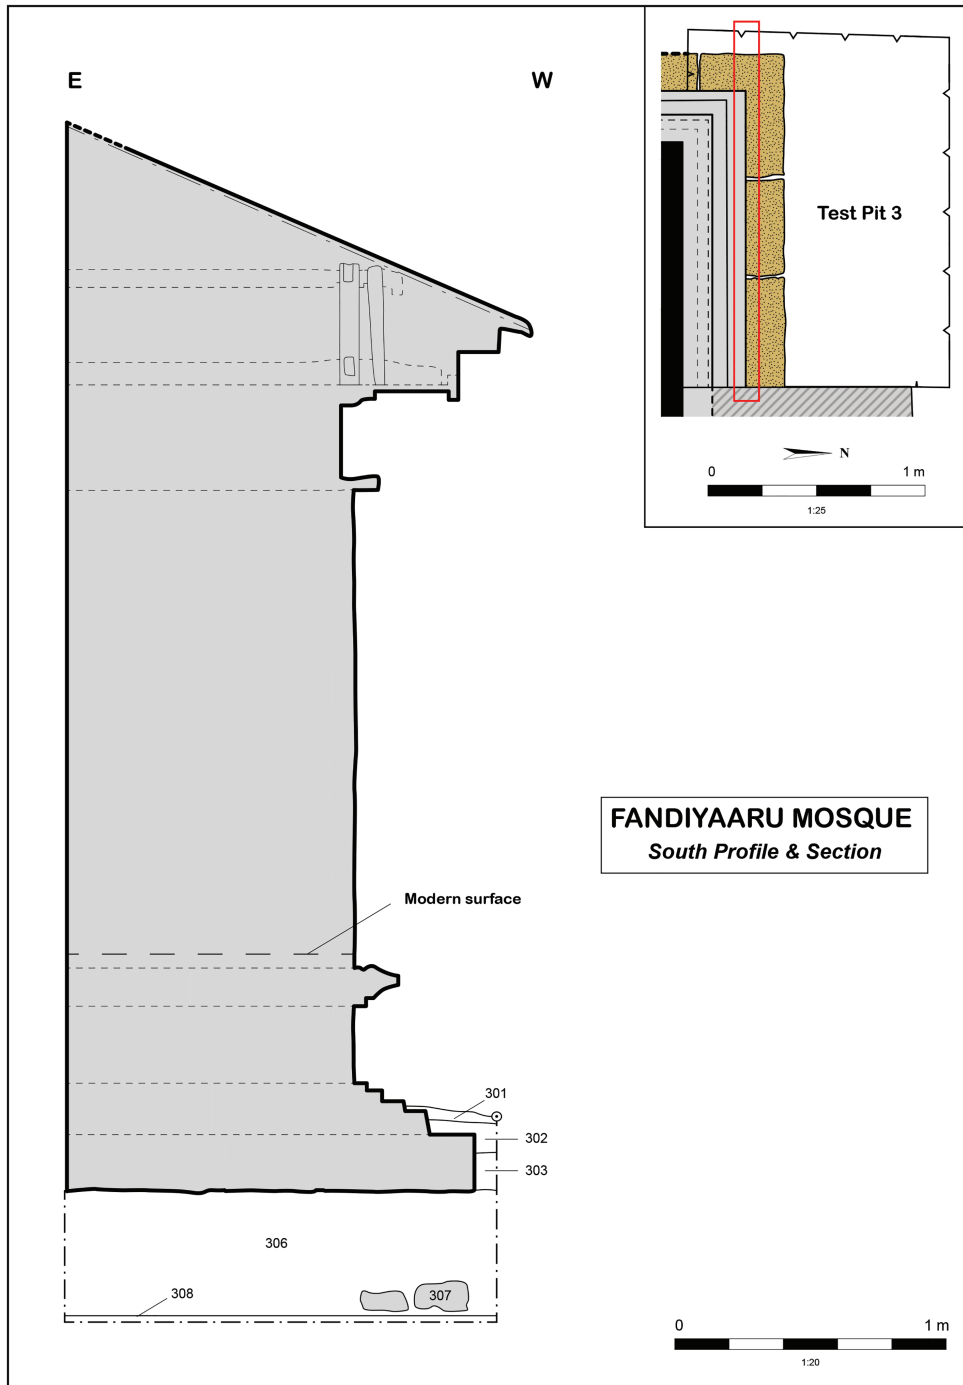 E
W
Test Pit 3
N
0
1 m
1:25
FANDIYAARU MOSQUE
South Profile & Section
Modern surface
301
302
303
306
307
308
0
1 m
1:20